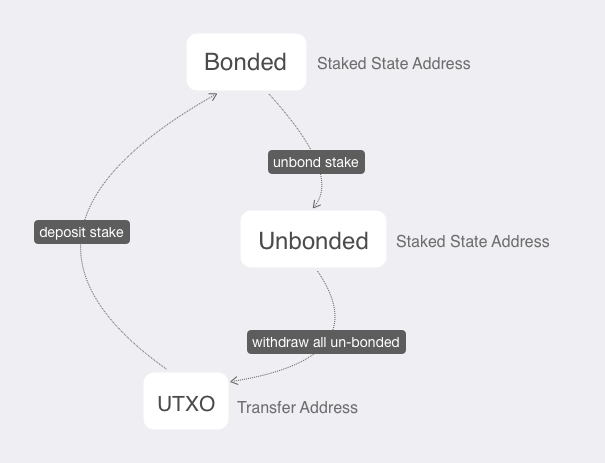 Bonded
Staked State Address
unbond stake
deposit stake
Unbonded
Staked State Address
withdraw all un-bonded
UTXO
Transfer Address